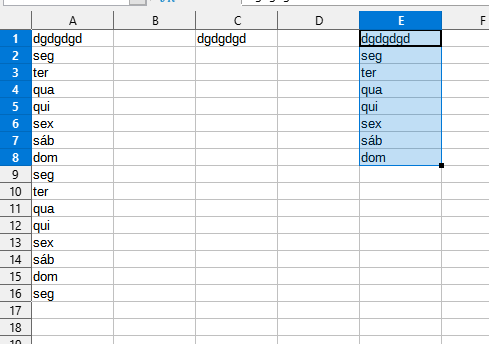 A B C D E F
1 dgdgdgd dgdgdgd dgdgdgd
2 seg seg
3 ter ter
4 qua qua
5 qui qui
6 sex sex
7 sáb sáb
8 dom dom
9 seg
10 ter
11 qua
12 qui
13 sex
14 sáb
15 dom
16 seg
17
18